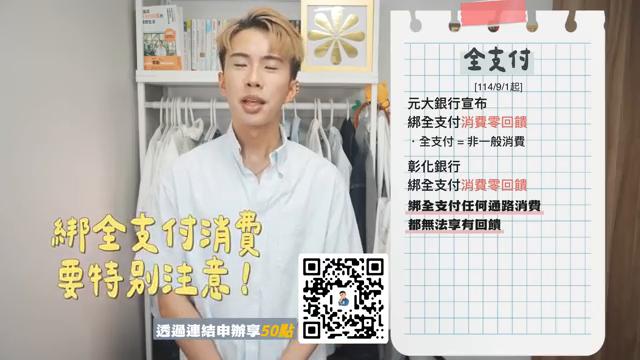 全支付
[114/9/1起]
元大銀行宣布
綁全支付消費零回饋
・全支付 = 非一般消費
彰化銀行
綁全支付消費零回饋
綁全支付任何通路消費
都無法享有回饋
綁全支付消費
要特別注意！
透過連結申辦享50點